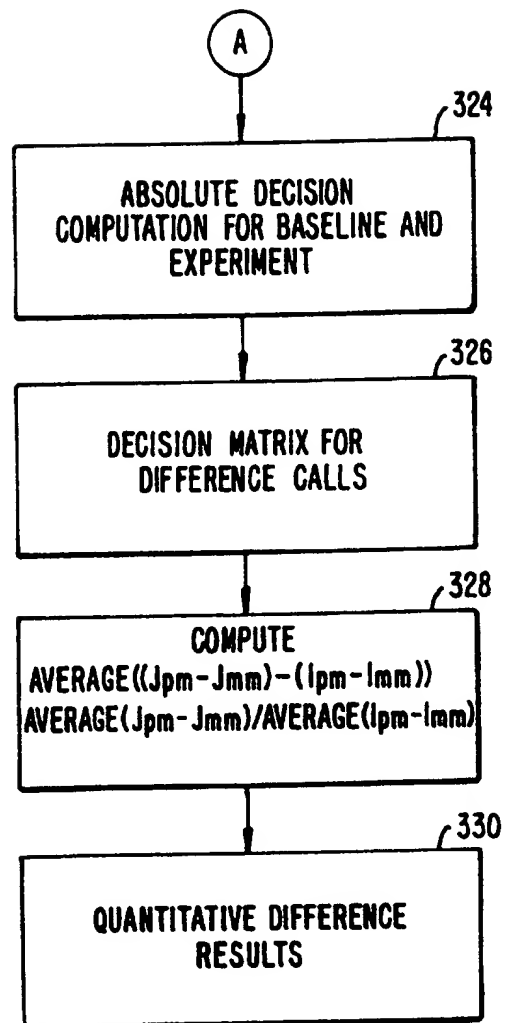 A
324
ABSOLUTE DECISION
COMPUTATION FOR BASELINE AND
EXPERIMENT
326
DECISION MATRIX FOR
DIFFERENCE CALLS
328
COMPUTE
AVERAGE((Jpm-Jmm)-(Ipm-Imm))
AVERAGE(Jpm-Jmm)/AVERAGE(Ipm-Imm)
330
QUANTITATIVE DIFFERENCE
RESULTS